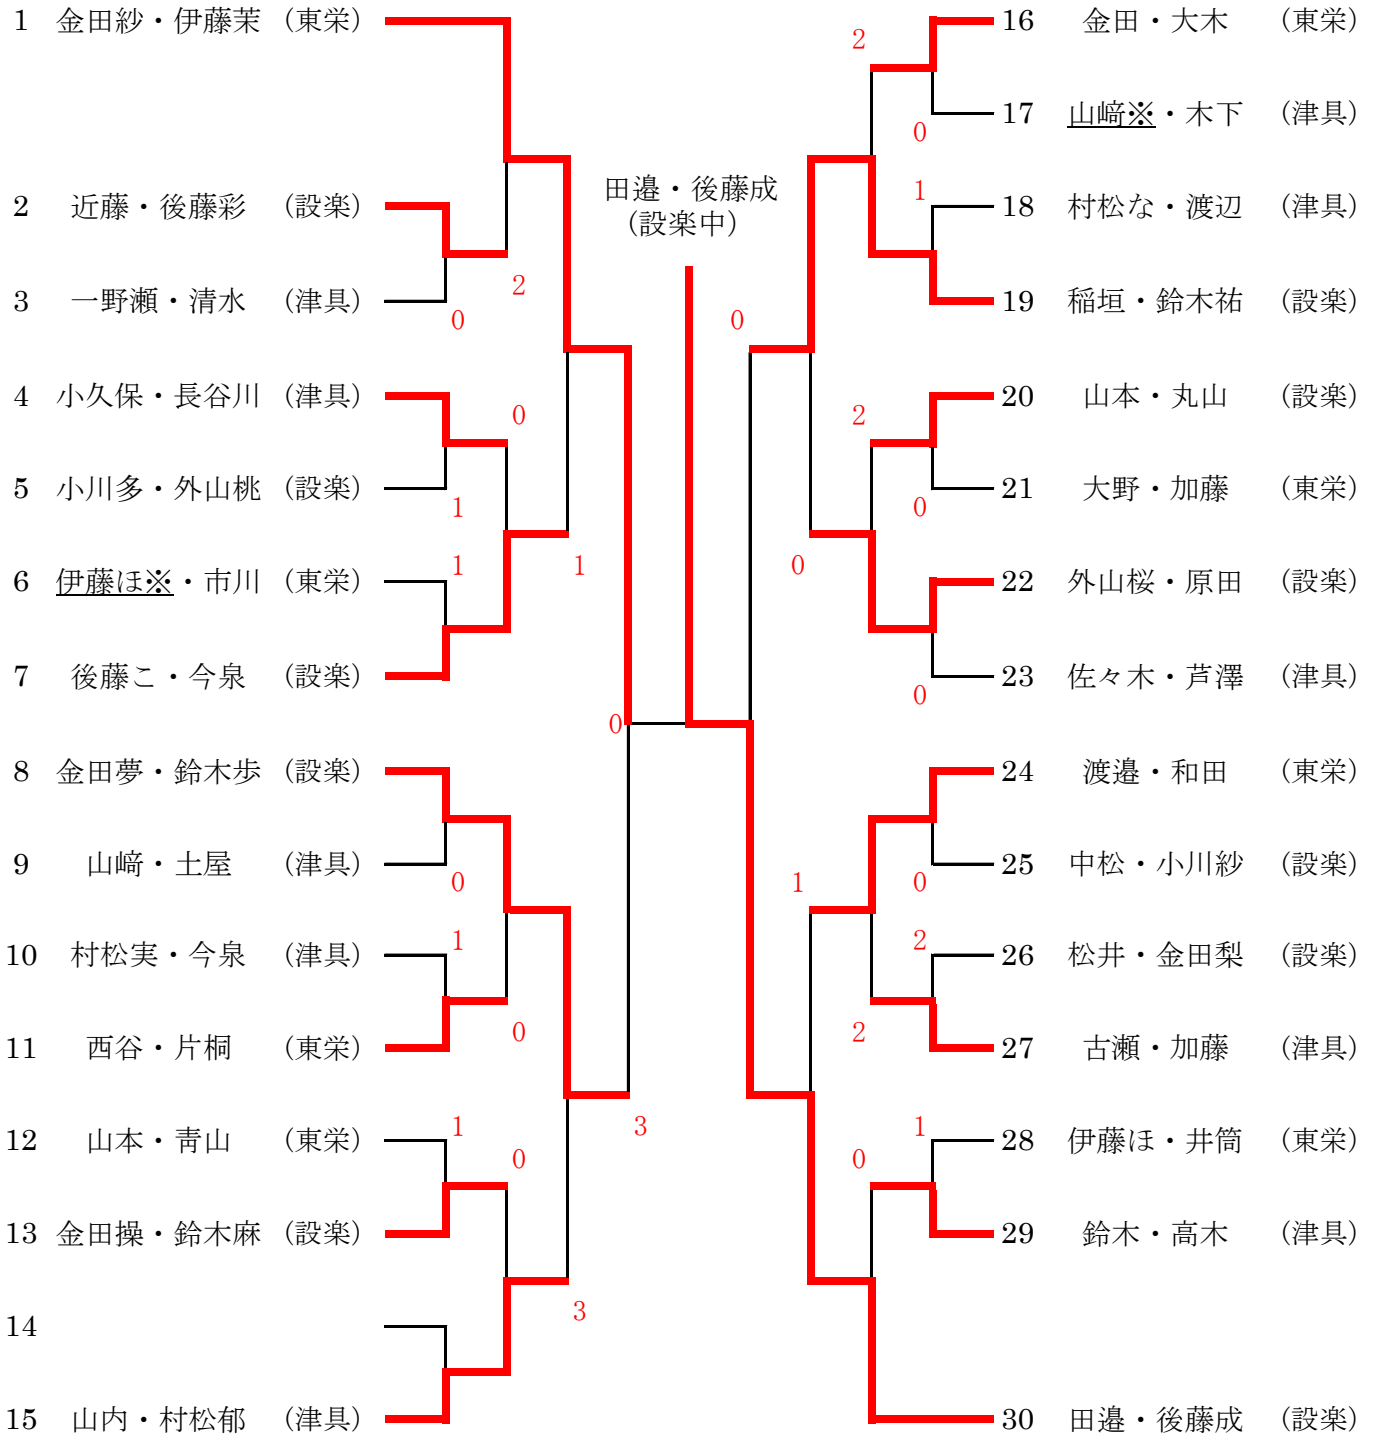 1 金田紗・伊藤茉 (東栄)
2 近藤・後藤彩 (設楽)
3 一野瀬・清水 (津具)
4 小久保・長谷川 (津具)
5 小川多・外山桃 (設楽)
6 伊藤ほ※・市川 (東栄)
7 後藤こ・今泉 (設楽)
8 金田夢・鈴木歩 (設楽)
9 山﨑・土屋 (津具)
10 村松実・今泉 (津具)
11 西谷・片桐 (東栄)
12 山本・青山 (東栄)
13 金田操・鈴木麻 (設楽)
14
15 山内・村松郁 (津具)
2
0
0
1
1
1
0
0
1
0
1
0
3
3
田邉・後藤成
(設楽中)
0
2
0
1
2
0
0
0
1
0
2
2
1
0
16 金田・大木 (東栄)
17 山﨑※・木下 (津具)
18 村松な・渡辺 (津具)
19 稲垣・鈴木祐 (設楽)
20 山本・丸山 (設楽)
21 大野・加藤 (東栄)
22 外山桜・原田 (設楽)
23 佐々木・芦澤 (津具)
24 渡邉・和田 (東栄)
25 中松・小川紗 (設楽)
26 松井・金田梨 (設楽)
27 古瀬・加藤 (津具)
28 伊藤ほ・井筒 (東栄)
29 鈴木・高木 (津具)
30 田邉・後藤成 (設楽)